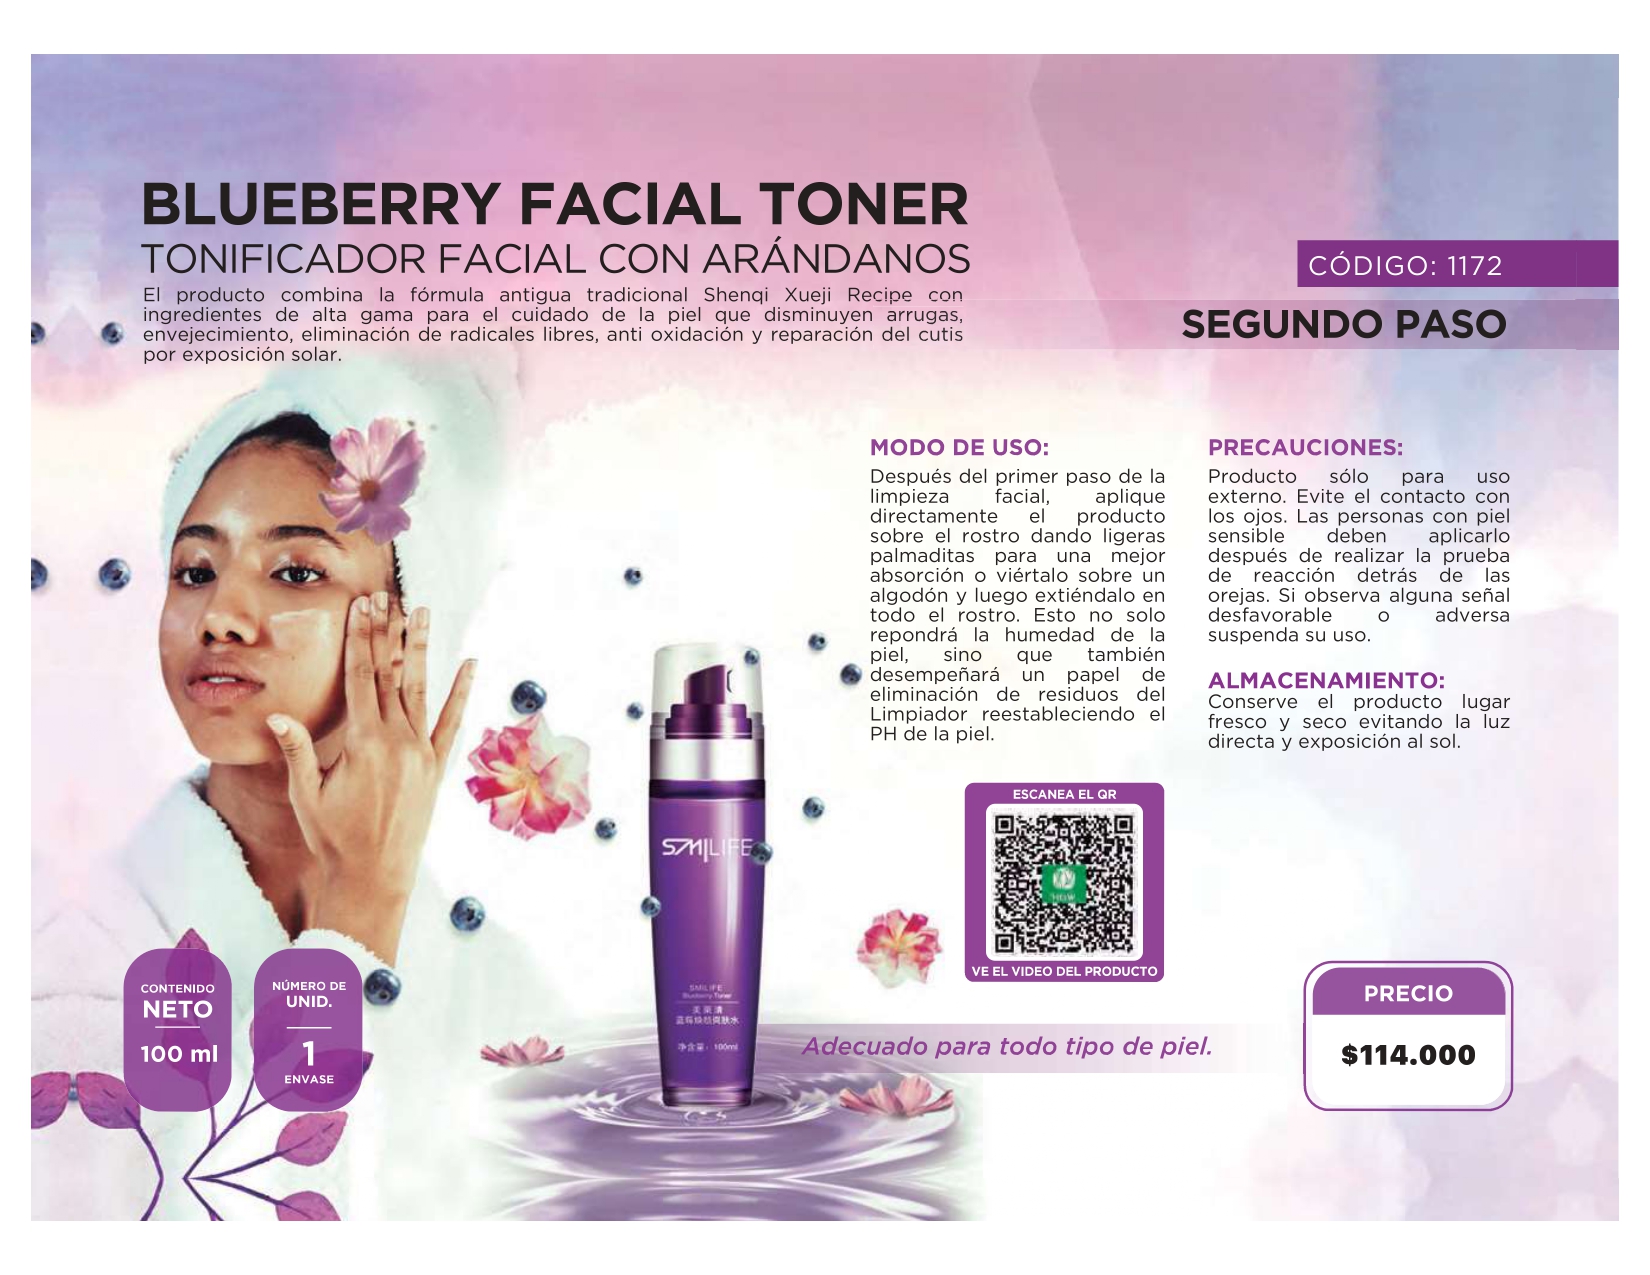 BLUEBERRY FACIAL TONER
TONIFICADOR FACIAL CON ARÁNDANOS
El producto combina la fórmula antigua tradicional Shenqi Xueji Recipe con
ingredientes de alta gama para el cuidado de la piel que disminuyen arrugas,
envejecimiento, eliminación de radicales libres, anti oxidación y reparación del cutis
por exposición solar.
CÓDIGO: 1172
SEGUNDO PASO
MODO DE USO:
Después del primer paso de la
limpieza facial, aplique
directamente el producto
sobre el rostro dando ligeras
palmaditas para una mejor
absorción o viértalo sobre un
algodón y luego extiéndalo en
todo el rostro. Esto no solo
repondrá la humedad de la
piel, sino que también
desempeñará un papel de
eliminación de residuos del
Limpiador reestableciendo el
PH de la piel.
PRECAUCIONES:
Producto sólo para uso
externo. Evite el contacto con
los ojos. Las personas con piel
sensible deben aplicarlo
después de realizar la prueba
de reacción detrás de las
orejas. Si observa alguna señal
desfavorable o adversa
suspenda su uso.
ALMACENAMIENTO:
Conserve el producto lugar
fresco y seco evitando la luz
directa y exposición al sol.
ESCANEA EL QR
VE EL VIDEO DEL PRODUCTO
SMILIFE
SMILIFE
Blueberry Toner
净含量: 100ml
CONTENIDO
NETO
100 ml
NÚMERO DE
UNID.
1
ENVASE
Adecuado para todo tipo de piel.
PRECIO
$114.000